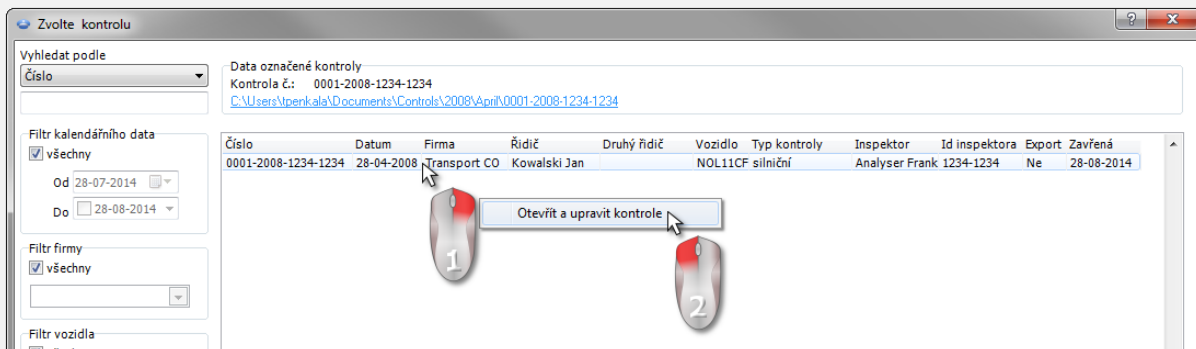 Zvolte kontrolu
?
X
Vyhledat podle
Číslo
Filtr kalendářního data
všechny
Od 28-07-2014
Do 28-08-2014
Filtr firmy
všechny
Filtr vozidla
Data označené kontroly
Kontrola č.: 0001-2008-1234-1234
C:\Users\tpenkala\Documents\Controls\2008\April\0001-2008-1234-1234
Číslo Datum Firma Řidič Druhý řidič Vozidlo Typ kontroly Inspektor Id inspektora Export Zavřená
0001-2008-1234-1234 28-04-2008 Transport CO Kowalski Jan NOL11CF silniční Analyser Frank 1234-1234 Ne 28-08-2014
Otevřít a upravit kontrole
1
2